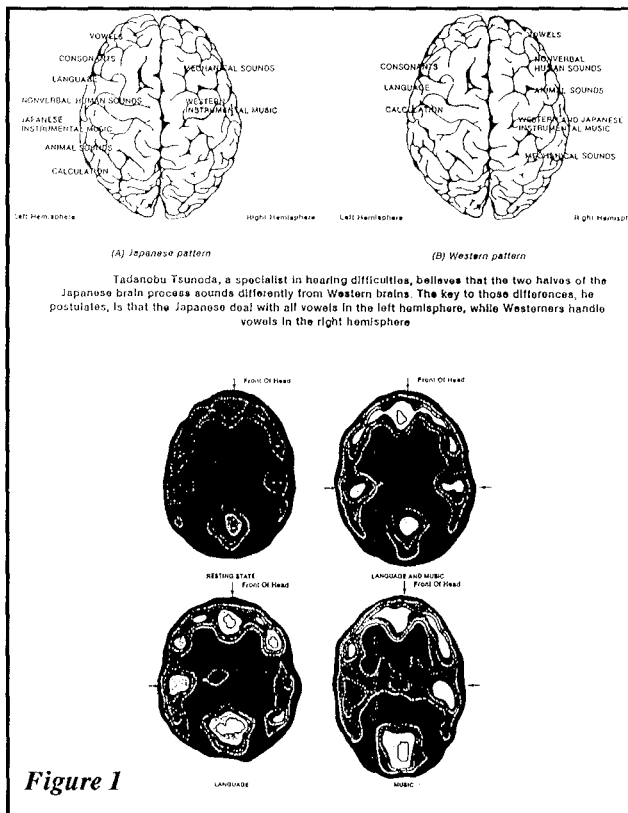 VOWELS
CONSONANTS
MECHANICAL SOUNDS
LANGUAGE
NONVERBAL HUMAN SOUNDS
WESTERN
INSTRUMENTAL MUSIC
JAPANESE
INSTRUMENTAL MUSIC
ANIMAL SOUNDS
CALCULATION
Left Hemisphere
Right Hemisphere
(A) Japanese pattern
VOWELS
NONVERBAL
HUMAN SOUNDS
CONSONANTS
LANGUAGE
ANIMAL SOUNDS
CALCULATION
WESTERN AND JAPANESE
INSTRUMENTAL MUSIC
MECHANICAL SOUNDS
Left Hemisphere
Right Hemisp
(B) Western pattern
Tadanobu Tsunoda, a specialist in hearing difficulties, believes that the two halves of the
Japanese brain process sounds differently from Western brains. The key to those differences, he
postulates, is that the Japanese deal with all vowels in the left hemisphere, while Westerners handle
vowels in the right hemisphere
Front Of Head
Front Of Head
RESTING STATE
LANGUAGE AND MUSIC
Front Of Head
Front Of Head
LANGUAGE
MUSIC
Figure 1